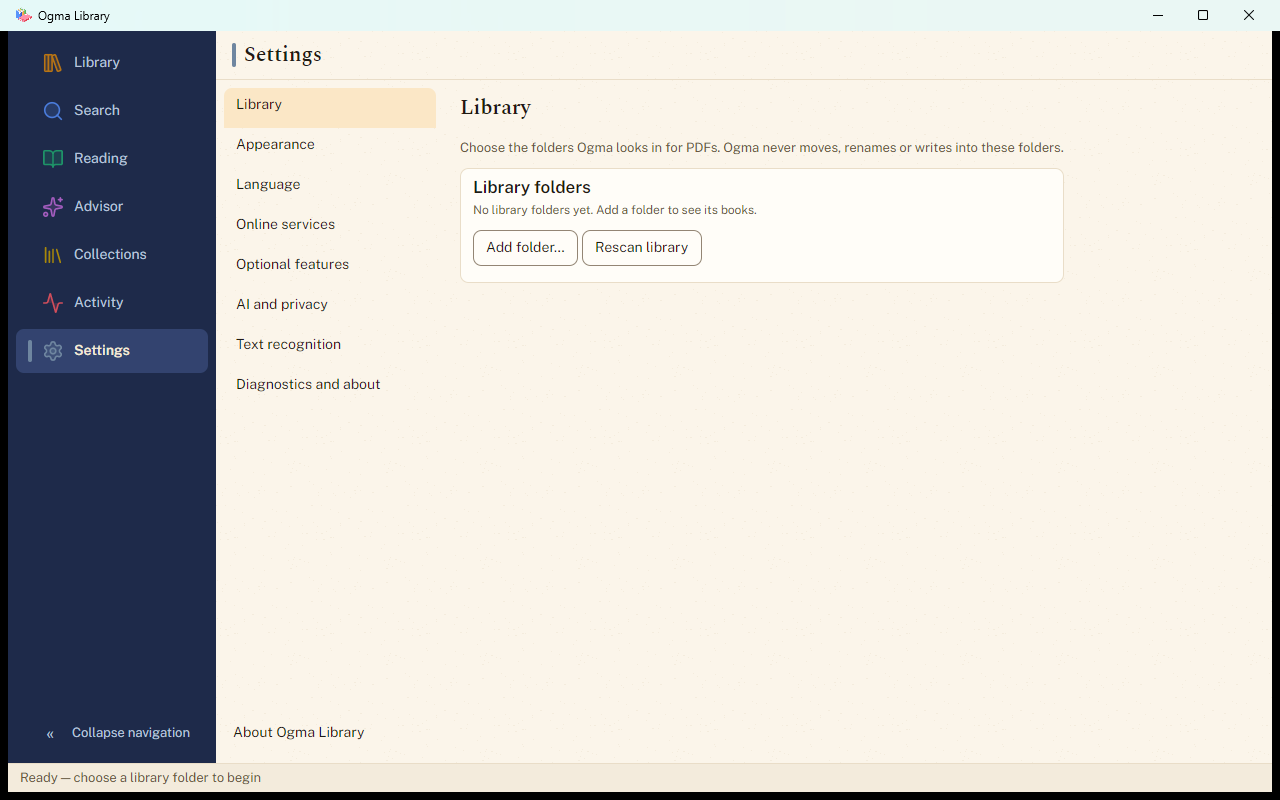 Ogma Library
Library
Search
Reading
Advisor
Collections
Activity
Settings
« Collapse navigation
Settings
Library
Appearance
Language
Online services
Optional features
AI and privacy
Text recognition
Diagnostics and about
About Ogma Library
Library
Choose the folders Ogma looks in for PDFs. Ogma never moves, renames or writes into these folders.
Library folders
No library folders yet. Add a folder to see its books.
Add folder...
Rescan library
Ready — choose a library folder to begin